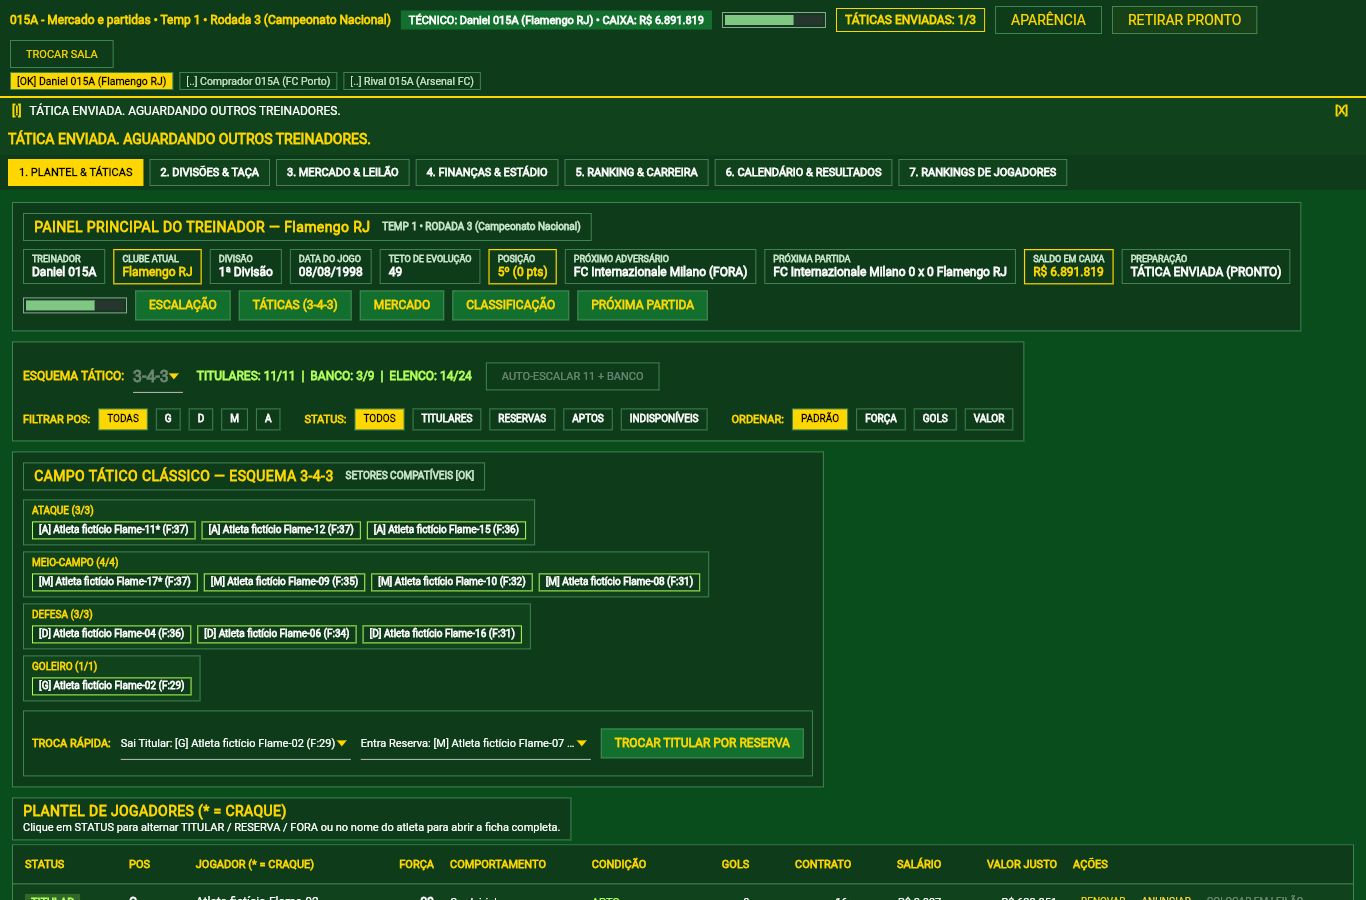 015A - Mercado e partidas • Temp 1 • Rodada 3 (Campeonato Nacional) TÉCNICO: Daniel 015A (Flamengo RJ) • CAIXA: R$ 6.891.819 TÁTICAS ENVIADAS: 1/3 APARÊNCIA RETIRAR PRONTO
TROCAR SALA
[OK] Daniel 015A (Flamengo RJ) [..] Comprador 015A (FC Porto) [..] Rival 015A (Arsenal FC)
[!] TÁTICA ENVIADA. AGUARDANDO OUTROS TREINADORES. [X]
TÁTICA ENVIADA. AGUARDANDO OUTROS TREINADORES.
1. PLANTEL & TÁTICAS 2. DIVISÕES & TAÇA 3. MERCADO & LEILÃO 4. FINANÇAS & ESTÁDIO 5. RANKING & CARREIRA 6. CALENDÁRIO & RESULTADOS 7. RANKINGS DE JOGADORES
PAINEL PRINCIPAL DO TREINADOR — Flamengo RJ TEMP 1 • RODADA 3 (Campeonato Nacional)
TREINADOR CLUBE ATUAL DIVISÃO DATA DO JOGO TETO DE EVOLUÇÃO POSIÇÃO PRÓXIMO ADVERSÁRIO PRÓXIMA PARTIDA SALDO EM CAIXA PREPARAÇÃO
Daniel 015A Flamengo RJ 1ª Divisão 08/08/1998 49 5º (0 pts) FC Internazionale Milano (FORA) FC Internazionale Milano 0 x 0 Flamengo RJ R$ 6.891.819 TÁTICA ENVIADA (PRONTO)
ESCALAÇÃO TÁTICAS (3-4-3) MERCADO CLASSIFICAÇÃO PRÓXIMA PARTIDA
ESQUEMA TÁTICO: 3-4-3 TITULARES: 11/11 | BANCO: 3/9 | ELENCO: 14/24 AUTO-ESCALAR 11 + BANCO
FILTRAR POS: TODAS G D M A STATUS: TODOS TITULARES RESERVAS APTOS INDISPONÍVEIS ORDENAR: PADRÃO FORÇA GOLS VALOR
CAMPO TÁTICO CLÁSSICO — ESQUEMA 3-4-3 SETORES COMPATÍVEIS [OK]
ATAQUE (3/3)
[A] Atleta fictício Flame-11* (F:37) [A] Atleta fictício Flame-12 (F:37) [A] Atleta fictício Flame-15 (F:36)
MEIO-CAMPO (4/4)
[M] Atleta fictício Flame-17* (F:37) [M] Atleta fictício Flame-09 (F:35) [M] Atleta fictício Flame-10 (F:32) [M] Atleta fictício Flame-08 (F:31)
DEFESA (3/3)
[D] Atleta fictício Flame-04 (F:36) [D] Atleta fictício Flame-06 (F:34) [D] Atleta fictício Flame-16 (F:31)
GOLEIRO (1/1)
[G] Atleta fictício Flame-02 (F:29)
TROCA RÁPIDA: Sai Titular: [G] Atleta fictício Flame-02 (F:29) Entra Reserva: [M] Atleta fictício Flame-07 ... TROCAR TITULAR POR RESERVA
PLANTEL DE JOGADORES (* = CRAQUE)
Clique em STATUS para alternar TITULAR / RESERVA / FORA ou no nome do atleta para abrir a ficha completa.
STATUS POS JOGADOR (* = CRAQUE) FORÇA COMPORTAMENTO CONDIÇÃO GOLS CONTRATO SALÁRIO VALOR JUSTO AÇÕES